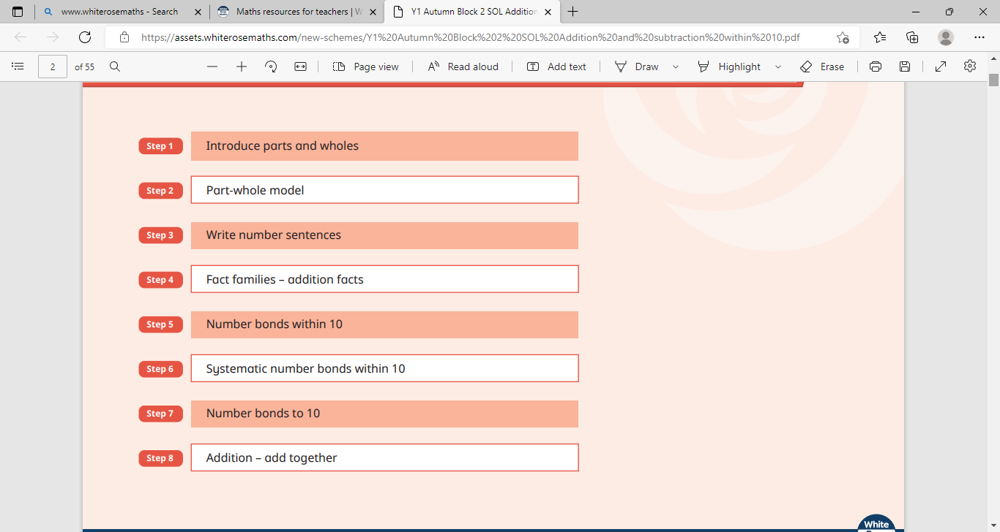 www.whiterosemaths - Search
Maths resources for teachers | W
Y1 Autumn Block 2 SOL Addition
https://assets.whiterosemaths.com/new-schemes/Y1%20Autumn%20Block%202%20SOL%20Addition%20and%20subtraction%20within%2010.pdf
2 of 55
Page view
Read aloud
Add text
Draw
Highlight
Erase
Step 1 Introduce parts and wholes
Step 2 Part-whole model
Step 3 Write number sentences
Step 4 Fact families – addition facts
Step 5 Number bonds within 10
Step 6 Systematic number bonds within 10
Step 7 Number bonds to 10
Step 8 Addition – add together
White